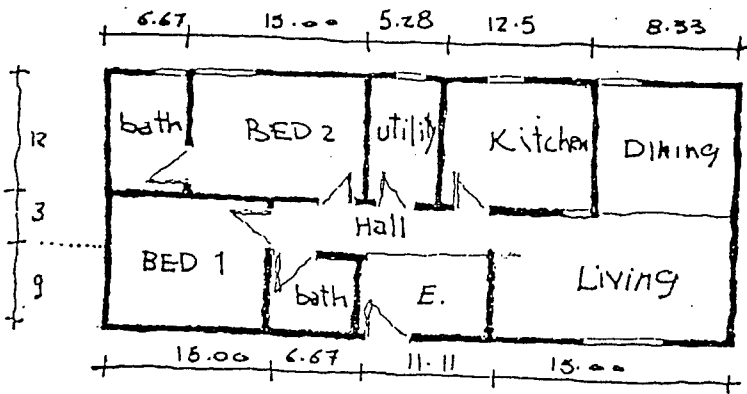 6.67 15.00 5.28 12.5 8.33
12
bath BED 2 utility Kitchen DINING
3
Hall
BED 1 bath E. Living
9
15.00 6.67 11.11 15.00